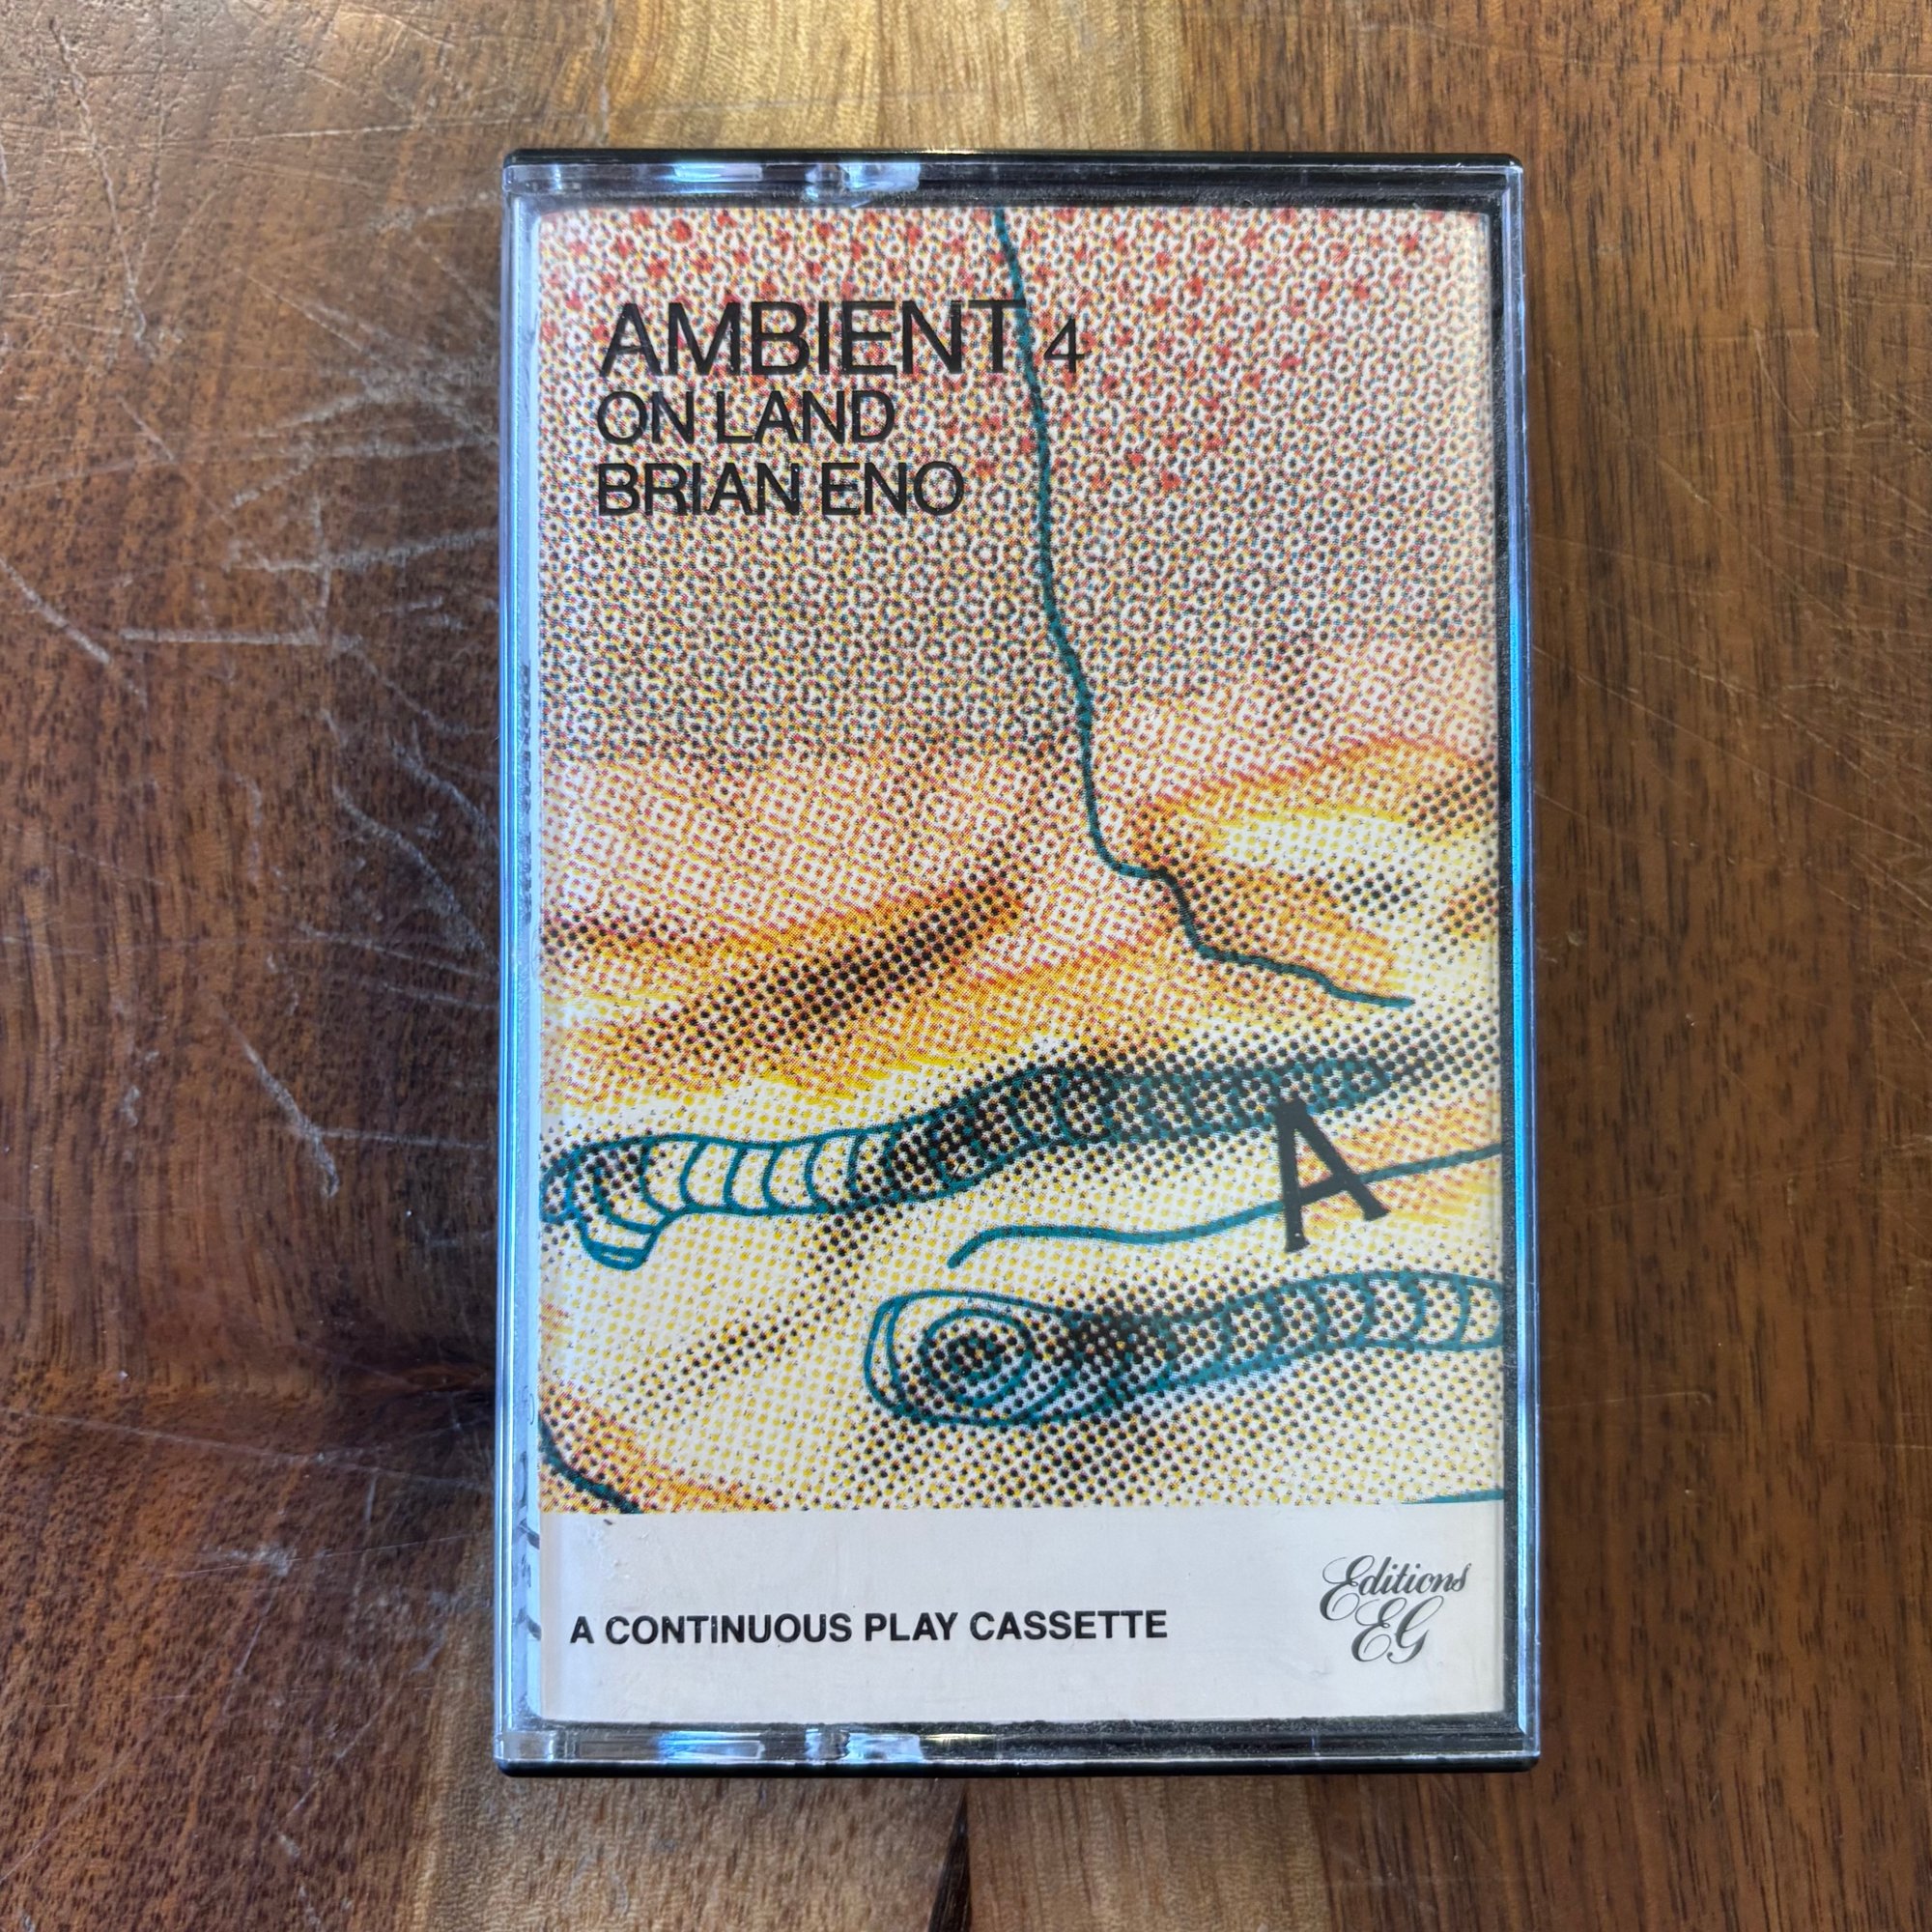 AMBIENT 4
ON LAND
BRIAN ENO
A
A CONTINUOUS PLAY CASSETTE
Editions
EG